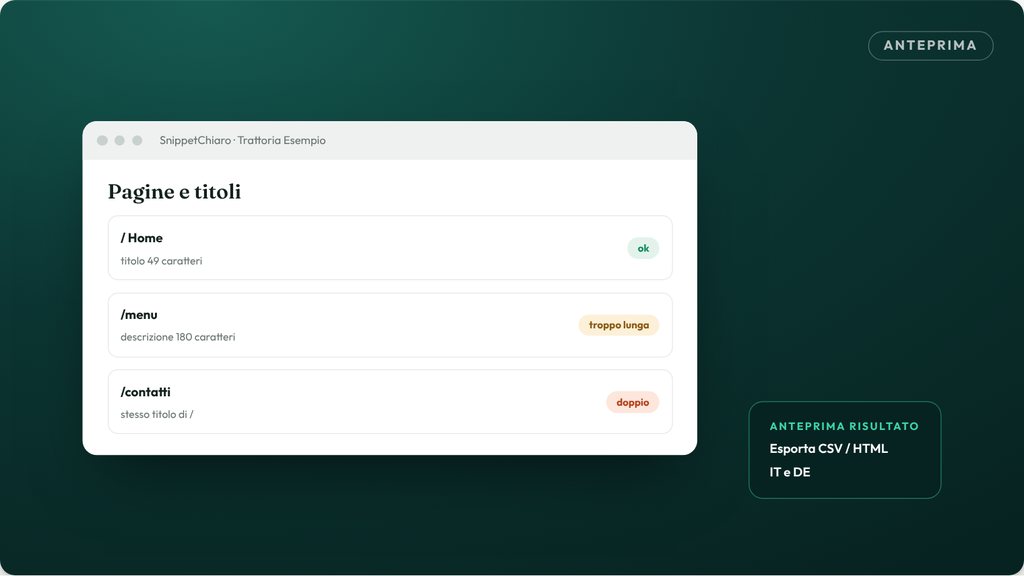 ANTEPRIMA
SnippetChiaro · Trattoria Esempio
Pagine e titoli
/ Home
titolo 49 caratteri
ok
/menu
descrizione 180 caratteri
troppo lunga
/contatti
stesso titolo di /
doppio
ANTEPRIMA RISULTATO
Esporta CSV / HTML
IT e DE